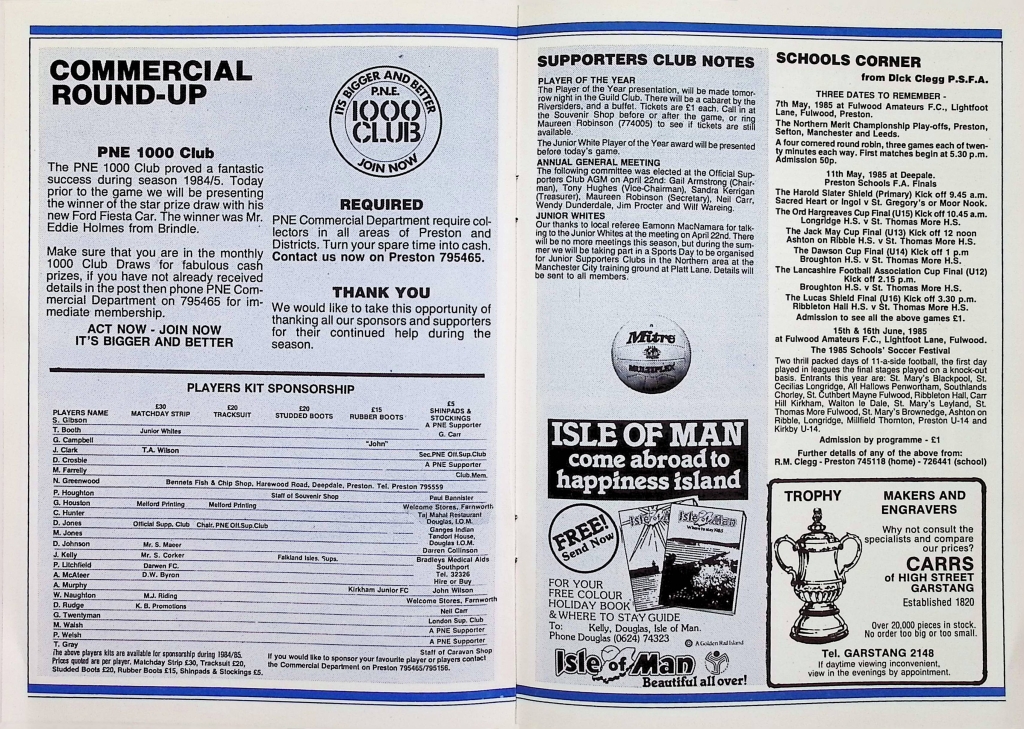 COMMERCIAL
ROUND-UP
ITS BIGGER AND BETTER
P.N.E.
1000
CLUB
JOIN NOW
PNE 1000 Club
The PNE 1000 Club proved a fantastic
success during season 1984/5. Today
prior to the game we will be presenting
the winner of the star prize draw with his
new Ford Fiesta Car. The winner was Mr.
Eddie Holmes from Brindle.
Make sure that you are in the monthly
1000 Club Draws for fabulous cash
prizes, if you have not already received
details in the post then phone PNE Com-
mercial Department on 795465 for im-
mediate membership.
ACT NOW - JOIN NOW
IT'S BIGGER AND BETTER
REQUIRED
PNE Commercial Department require col-
lectors in all areas of Preston and
Districts. Turn your spare time into cash.
Contact us now on Preston 795465.
THANK YOU
We would like to take this opportunity of
thanking all our sponsors and supporters
for their continued help during the
season.
PLAYERS KIT SPONSORSHIP
PLAYERS NAME
£30
MATCHDAY STRIP
£20
TRACKSUIT
£20
STUDDED BOOTS
£15
RUBBER BOOTS
£5
SHINPADS &
STOCKINGS
S. Gibson
A PNE Supporter
T. Booth Junior Whites G. Carr
G. Campbell "John"
J. Clark T.A. Wilson Sec.PNE Off.Sup.Club
D. Crosbie A PNE Supporter
M. Farrelly Club.Mem.
N. Greenwood Bennets Fish & Chip Shop, Harewood Road, Deepdale, Preston. Tel. Preston 795559
P. Houghton Staff of Souvenir Shop Paul Bannister
G. Houston Melford Printing Melford Printing Welcome Stores, Farnworth
C. Hunter Taj Mahal Restaurant
D. Jones Official Supp. Club Chair. PNE Off.Sup.Club Douglas, I.O.M.
M. Jones Ganges Indian
Tandori House,
D. Johnson Mr. S. Maeer Douglas I.O.M.
J. Kelly Mr. S. Corker Falkland Isles. Sups. Darren Collinson
P. Litchfield Darwen FC. Bradleys Medical Aids
Southport
A. McAteer D.W. Byron Tel. 32326
Hire or Buy
A. Murphy Kirkham Junior FC John Wilson
W. Naughton M.J. Riding Welcome Stores, Farnworth
D. Rudge K. B. Promotions Neil Carr
G. Twentyman London Sup. Club
M. Walsh A PNE Supporter
P. Welsh A PNE Supporter
T. Gray Staff of Caravan Shop
The above players kits are available for sponsorship during 1984/85.
Prices quoted are per player. Matchday Strip £30, Tracksuit £20,
Studded Boots £20, Rubber Boots £15, Shinpads & Stockings £5.
If you would like to sponsor your favourite player or players contact
the Commercial Department on Preston 795465/795156.
SUPPORTERS CLUB NOTES
PLAYER OF THE YEAR
The Player of the Year presentation, will be made tomor-
row night in the Guild Club. There will be a cabaret by the
Riversiders, and a buffet. Tickets are £1 each. Call in at
the Souvenir Shop before or after the game, or ring
Maureen Robinson (774005) to see if tickets are still
available.
The Junior White Player of the Year award will be presented
before today's game.
ANNUAL GENERAL MEETING
The following committee was elected at the Official Sup-
porters Club AGM on April 22nd: Gail Armstrong (Chair-
man), Tony Hughes (Vice-Chairman), Sandra Kerrigan
(Treasurer), Maureen Robinson (Secretary), Neil Carr,
Wendy Dunderdale, Jim Procter and Wilf Wareing.
JUNIOR WHITES
Our thanks to local referee Eamonn MacNamara for talk-
ing to the Junior Whites at the meeting on April 22nd. There
will be no more meetings this season, but during the sum-
mer we will be taking part in a Sports Day to be organised
for Junior Supporters Clubs in the Northern area at the
Manchester City training ground at Platt Lane. Details will
be sent to all members.
Mitre
MULTIPLEX
ISLE OF MAN
come abroad to
happiness island
FREE!
Send Now
Isle of
Isle of Man
Where to stay 1985
FOR YOUR
FREE COLOUR
HOLIDAY BOOK
& WHERE TO STAY GUIDE
To: Kelly, Douglas, Isle of Man.
Phone Douglas (0624) 74323
A Golden Rail Island
Isle of Man
Beautiful all over!
SCHOOLS CORNER
from Dick Clegg P.S.F.A.
THREE DATES TO REMEMBER -
7th May, 1985 at Fulwood Amateurs F.C., Lightfoot
Lane, Fulwood, Preston.
The Northern Merit Championship Play-offs, Preston,
Sefton, Manchester and Leeds.
A four cornered round robin, three games each of twen-
ty minutes each way. First matches begin at 5.30 p.m.
Admission 50p.
11th May, 1985 at Deepale.
Preston Schools F.A. Finals
The Harold Slater Shield (Primary) Kick off 9.45 a.m.
Sacred Heart or Ingol v St. Gregory's or Moor Nook.
The Ord Hargreaves Cup Final (U15) Kick off 10.45 a.m.
Longridge H.S. v St. Thomas More H.S.
The Jack May Cup Final (U13) Kick off 12 noon
Ashton on Ribble H.S. v St. Thomas More H.S.
The Dawson Cup Final (U14) Kick off 1 p.m
Broughton H.S. v St. Thomas More H.S.
The Lancashire Football Association Cup Final (U12)
Kick off 2.15 p.m.
Broughton H.S. v St. Thomas More H.S.
The Lucas Shield Final (U16) Kick off 3.30 p.m.
Ribbleton Hall H.S. v St. Thomas More H.S.
Admission to see all the above games £1.
15th & 16th June, 1985
at Fulwood Amateurs F.C., Lightfoot Lane, Fulwood.
The 1985 Schools' Soccer Festival
Two thrill packed days of 11-a-side football, the first day
played in leagues the final stages played on a knock-out
basis. Entrants this year are: St. Mary's Blackpool, St.
Cecilias Longridge, All Hallows Penwortham, Southlands
Chorley, St. Cuthbert Mayne Fulwood, Ribbleton Hall, Carr
Hill Kirkham, Walton le Dale, St. Mary's Leyland, St.
Thomas More Fulwood, St. Mary's Brownedge, Ashton on
Ribble, Longridge, Millfield Thornton, Preston U-14 and
Kirkby U-14.
Admission by programme - £1
Further details of any of the above from:
R.M. Clegg - Preston 745118 (home) - 726441 (school)
TROPHY MAKERS AND
ENGRAVERS
Why not consult the
specialists and compare
our prices?
CARRS
of HIGH STREET
GARSTANG
Established 1820
Over 20,000 pieces in stock.
No order too big or too small.
Tel. GARSTANG 2148
If daytime viewing inconvenient,
view in the evenings by appointment.